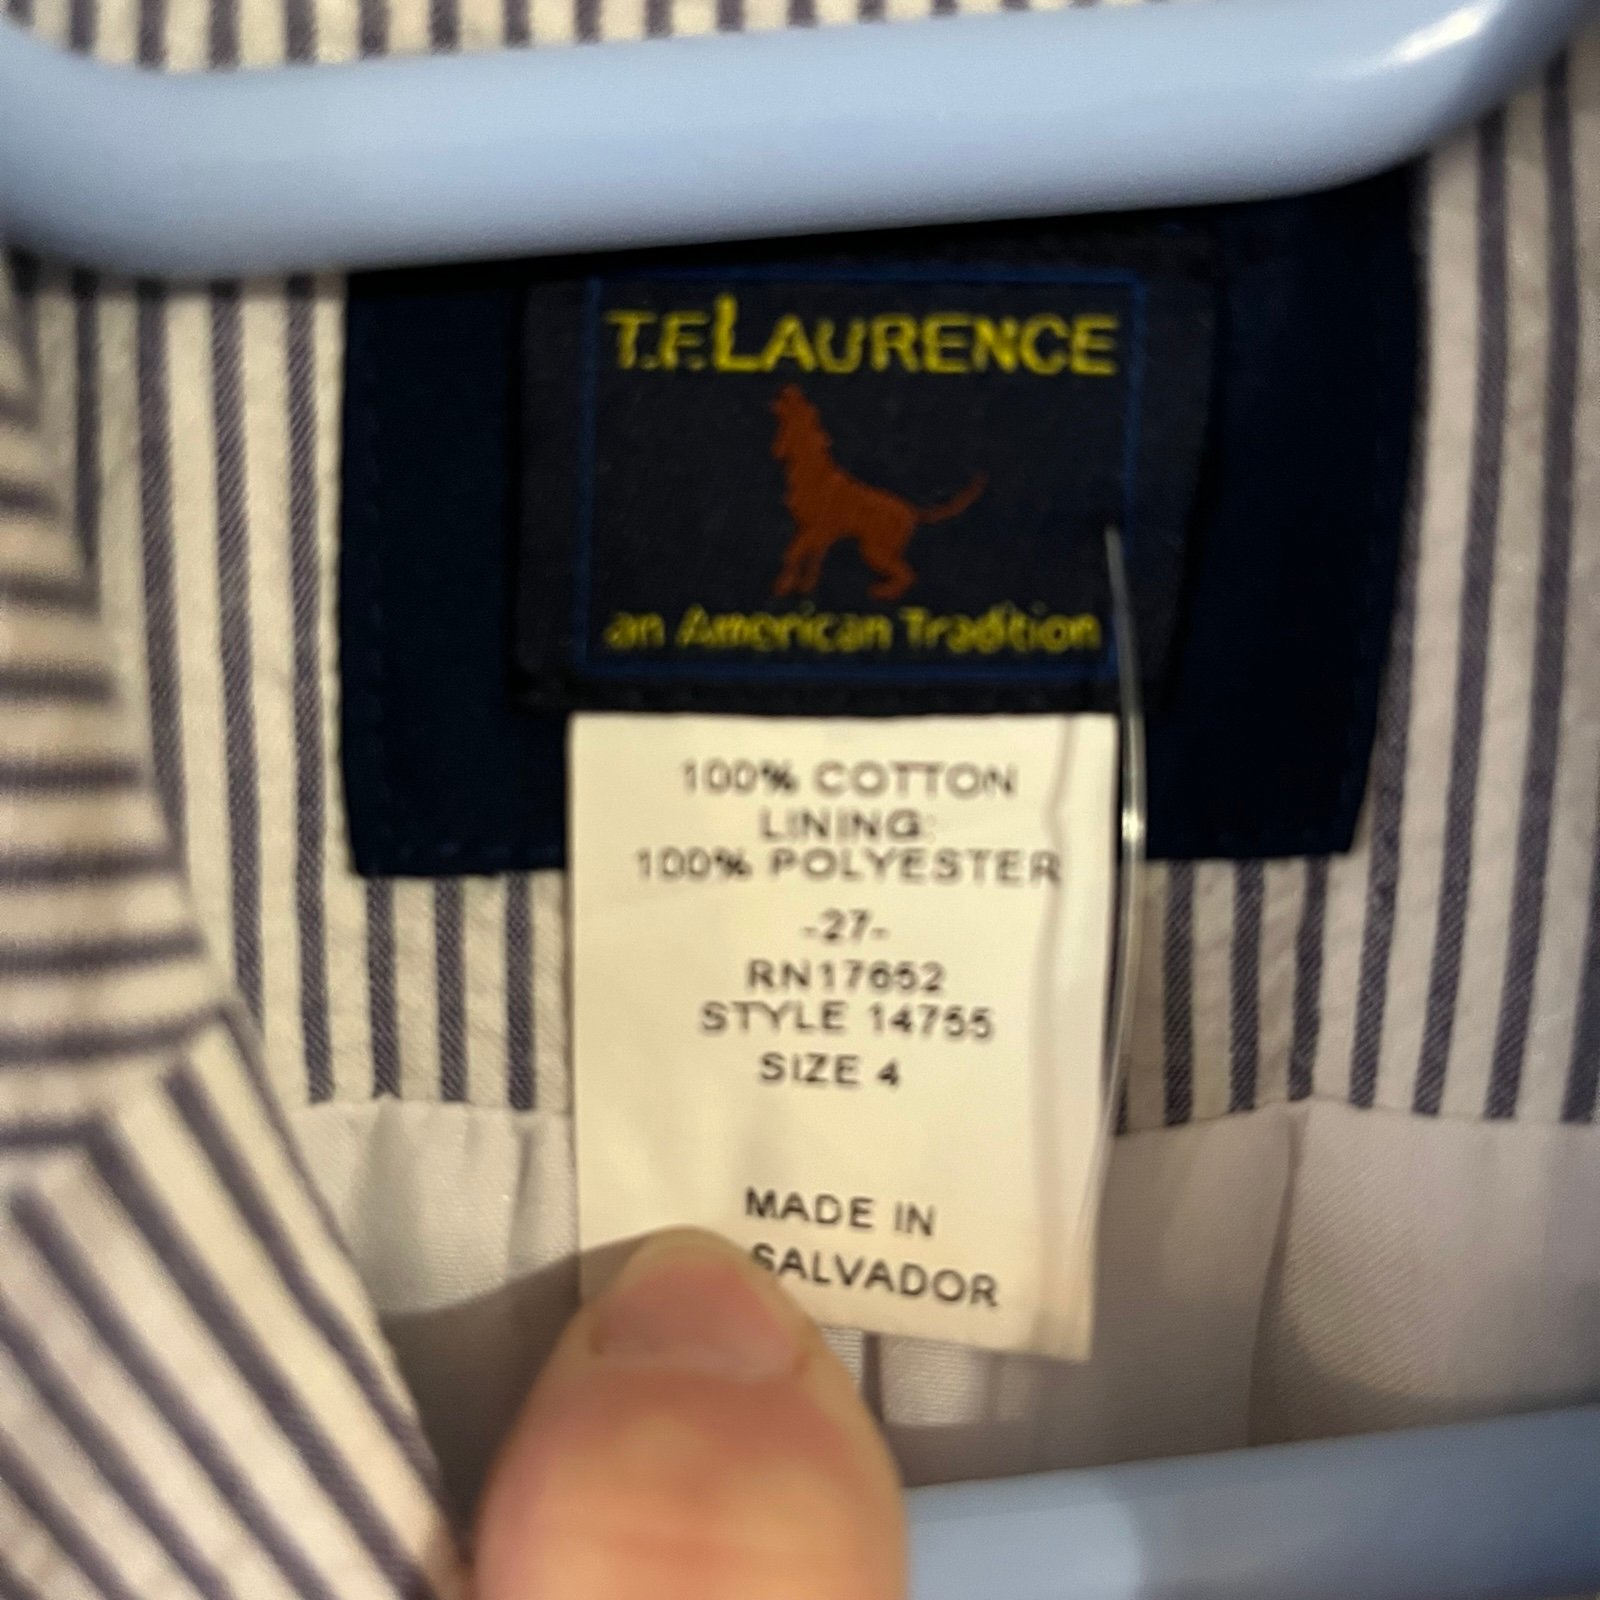 T.F.LAURENCE
an American Tradition
100% COTTON
LINING:
100% POLYESTER
-27-
RN17652
STYLE 14755
SIZE 4
MADE IN
SALVADOR